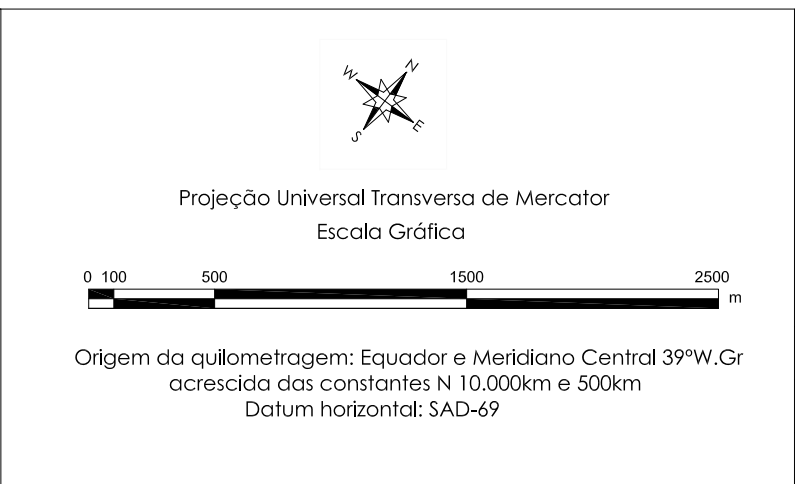 W N
S E
Projeção Universal Transversa de Mercator
Escala Gráfica
0 100 500 1500 2500
m
Origem da quilometragem: Equador e Meridiano Central 39ºW.Gr
acrescida das constantes N 10.000km e 500km
Datum horizontal: SAD-69